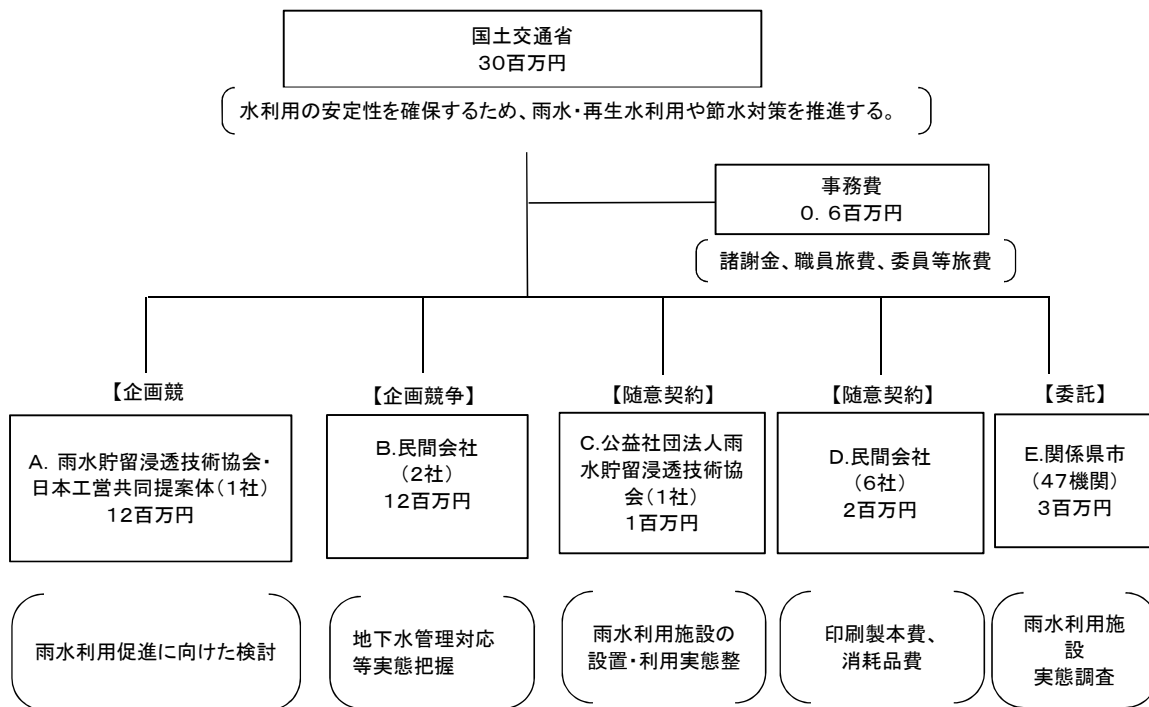 国土交通省
30百万円
水利用の安定性を確保するため、雨水・再生水利用や節水対策を推進する。
事務費
0.6百万円
諸謝金、職員旅費、委員等旅費
【企画競
A.雨水貯留浸透技術協会・
日本工営共同提案体(1社)
12百万円
雨水利用促進に向けた検討
【企画競争】
B.民間会社
(2社)
12百万円
地下水管理対応
等実態把握
【随意契約】
C.公益社団法人雨
水貯留浸透技術協
会(1社)
1百万円
雨水利用施設の
設置・利用実態整
【随意契約】
D.民間会社
(6社)
2百万円
印刷製本費、
消耗品費
【委託】
E.関係県市
(47機関)
3百万円
雨水利用施
設
実態調査